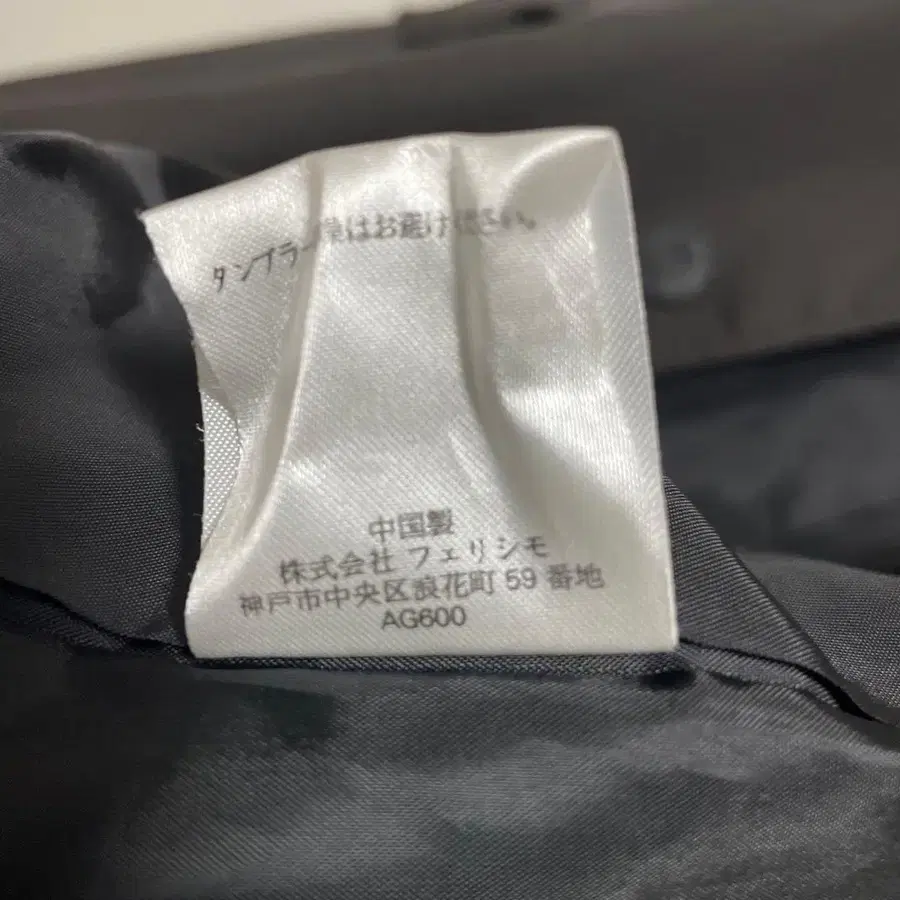 タンブラー乾燥はお避けください。
中国製
株式会社 フェリシモ
神戸市中央区浪花町 59 番地
AG600